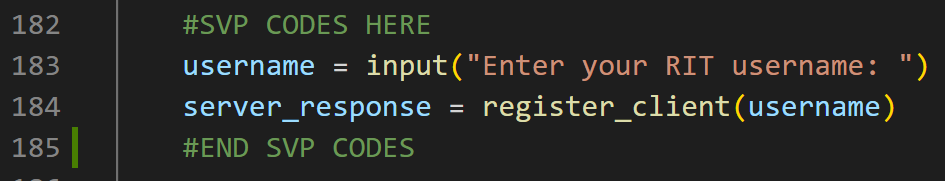 182 #SVP CODES HERE
183 username = input("Enter your RIT username: ")
184 server_response = register_client(username)
185 #END SVP CODES